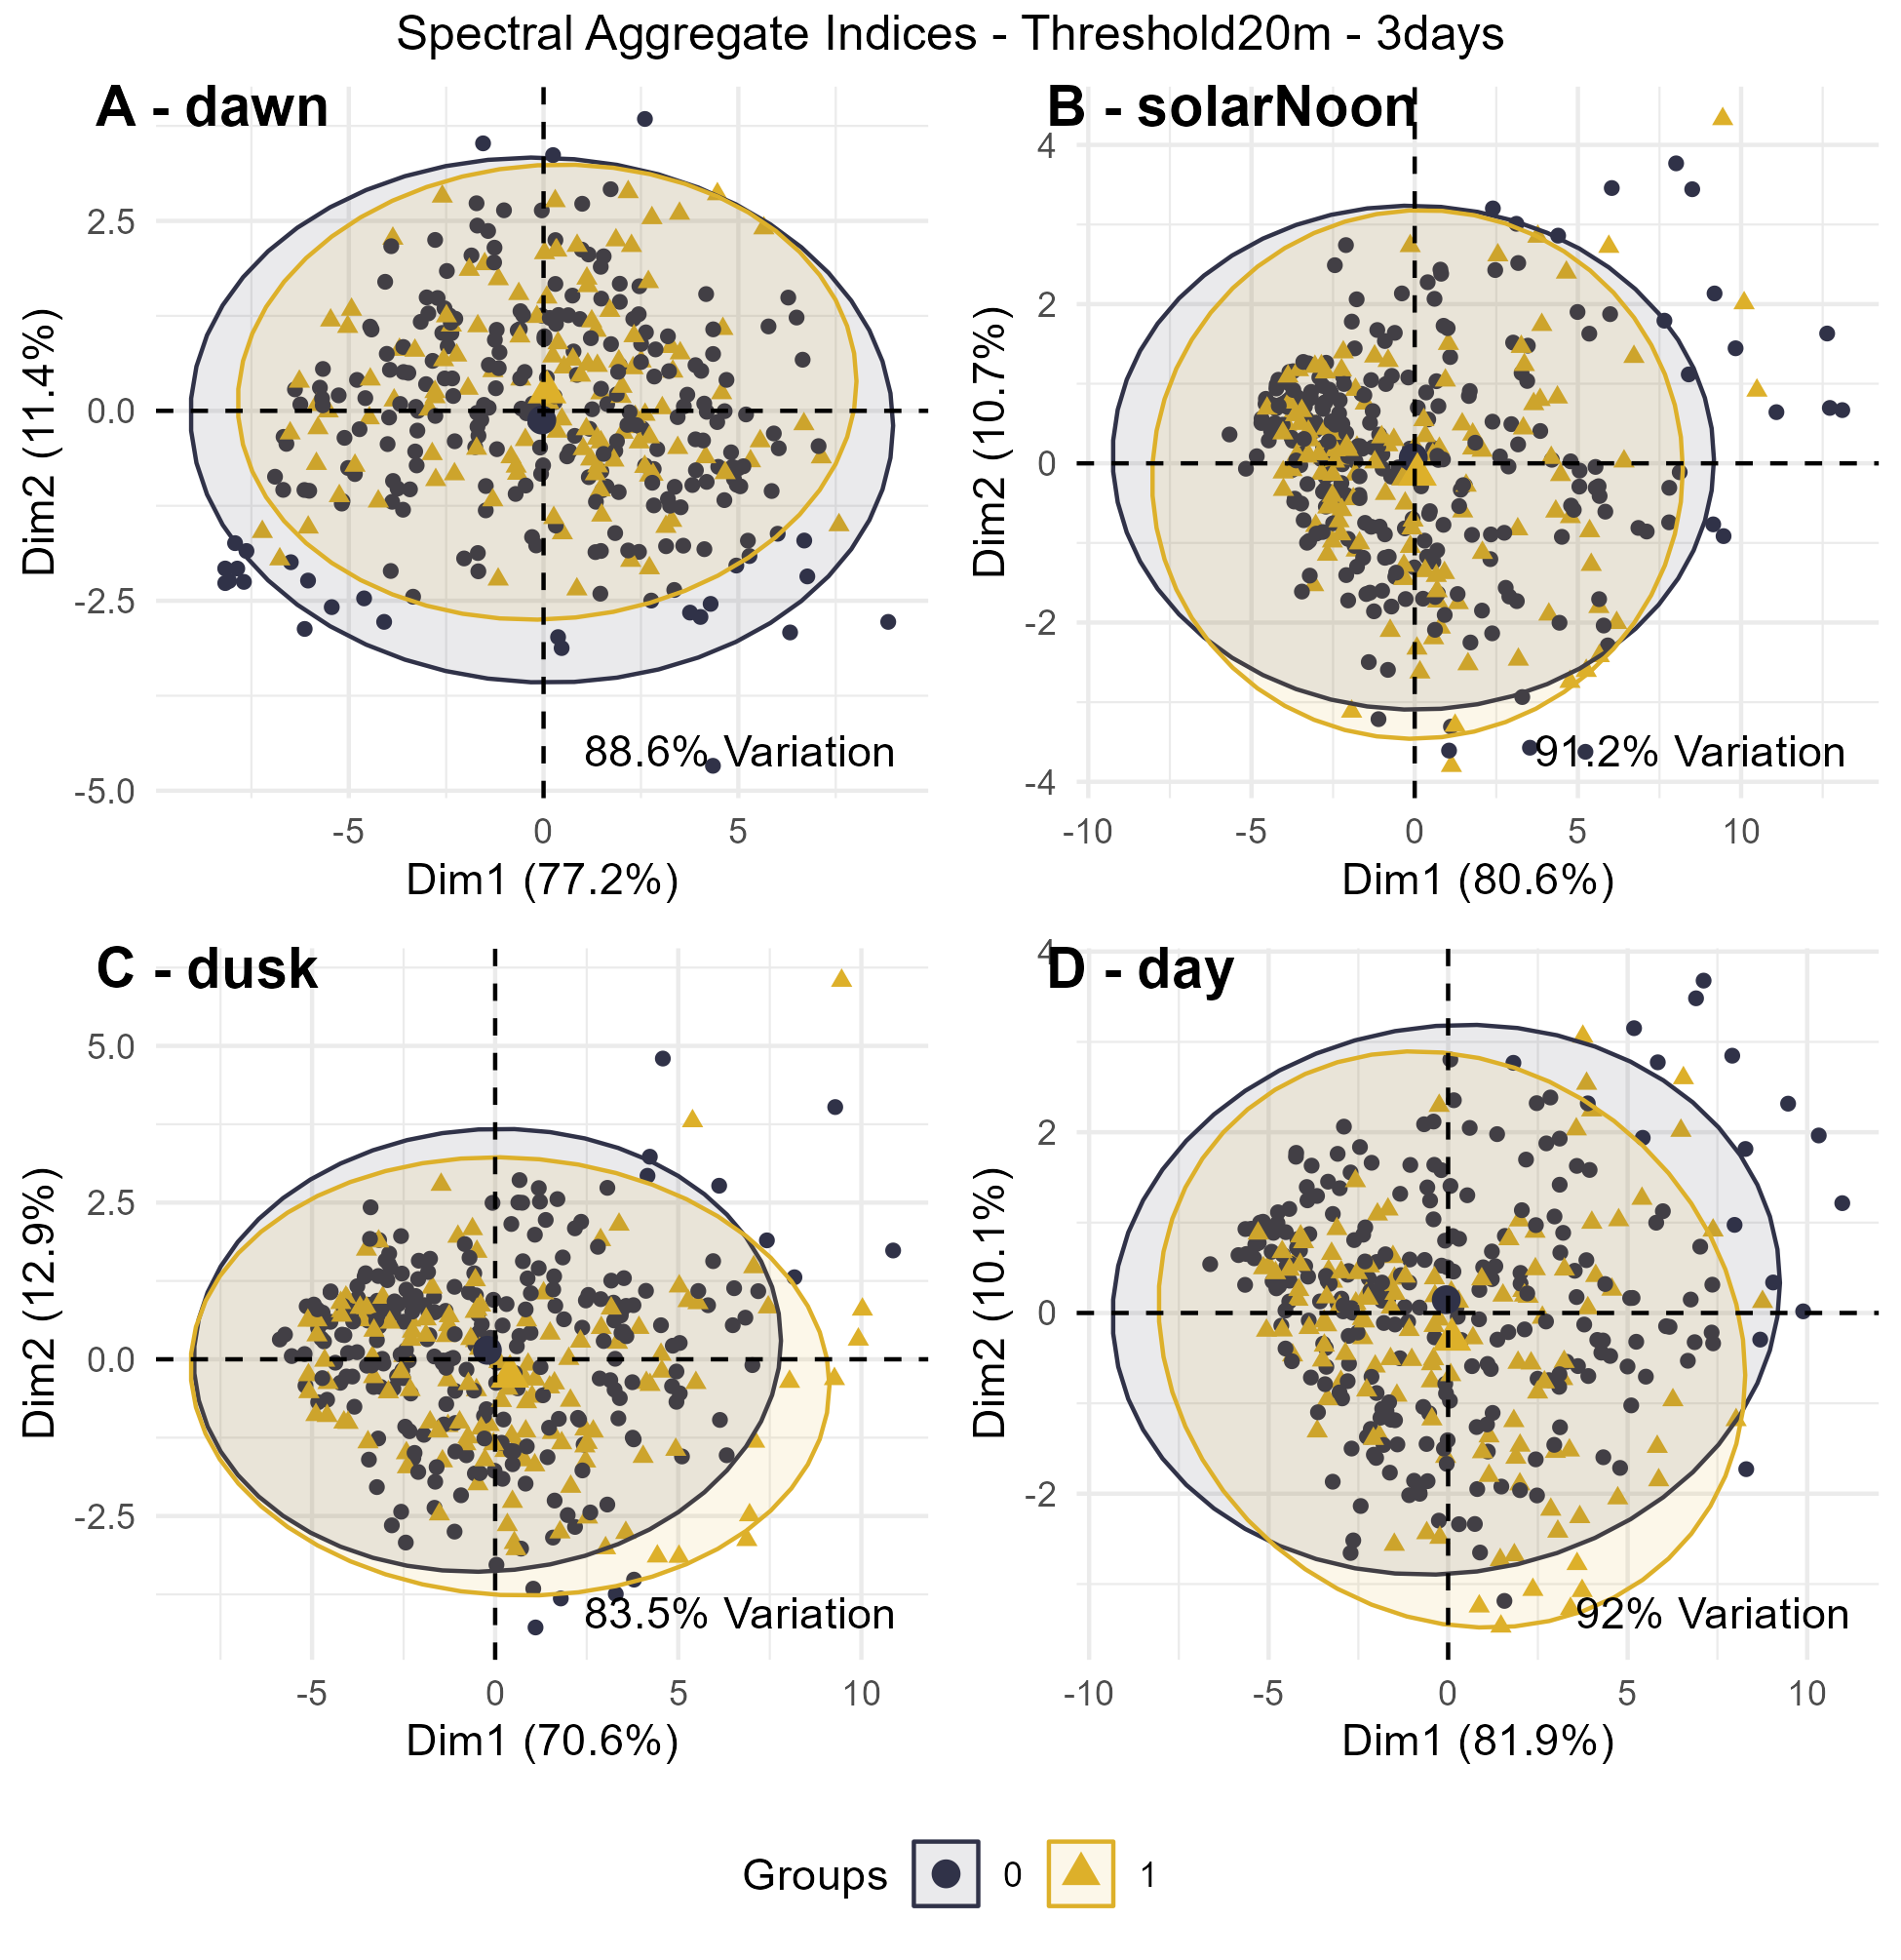 Spectral Aggregate Indices - Threshold20m - 3days
A - dawn
2.5
0.0
-2.5
-5.0
Dim2 (11.4%)
88.6% Variation
-5 0 5
Dim1 (77.2%)
B - solarNoon
4
2
0
-2
-4
Dim2 (10.7%)
91.2% Variation
-10 -5 0 5 10
Dim1 (80.6%)
C - dusk
5.0
2.5
0.0
-2.5
Dim2 (12.9%)
83.5% Variation
-5 0 5 10
Dim1 (70.6%)
D - day
4
2
0
-2
Dim2 (10.1%)
92% Variation
-10 -5 0 5 10
Dim1 (81.9%)
Groups 0 1